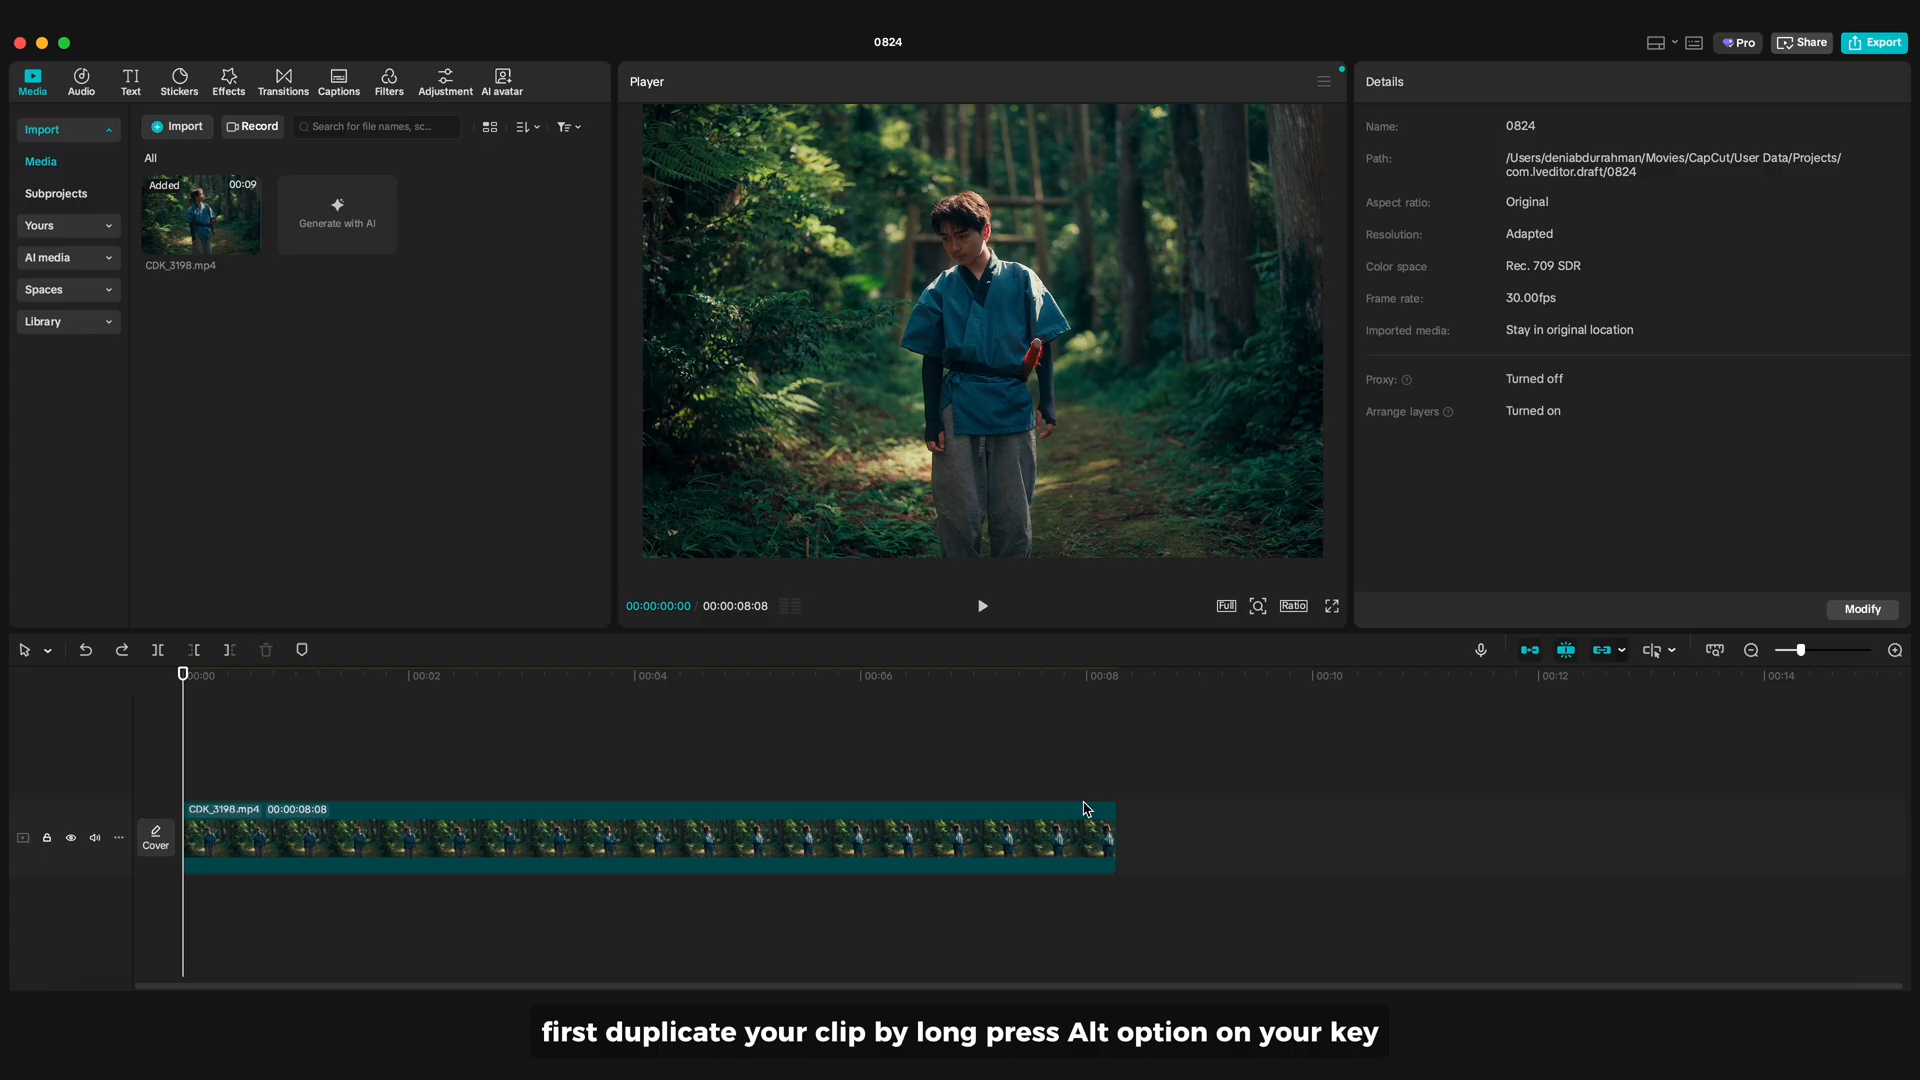 0824
Pro
Share
Export
Media
Audio
Text
Stickers
Effects
Transitions
Captions
Filters
Adjustment
AI avatar
Import
Media
Subprojects
Yours
AI media
Spaces
Library
Import
Record
Search for file names, sc...
All
Added
00:09
CDK_3198.mp4
Generate with AI
Player
00:00:00:00 / 00:00:08:08
Full
Ratio
Details
Name: 0824
Path: /Users/deniabdurrahman/Movies/CapCut/User Data/Projects/
com.lveditor.draft/0824
Aspect ratio: Original
Resolution: Adapted
Color space Rec. 709 SDR
Frame rate: 30.00fps
Imported media: Stay in original location
Proxy: Turned off
Arrange layers Turned on
Modify
00:00
00:02
00:04
00:06
00:08
00:10
00:12
00:14
CDK_3198.mp4 00:00:08:08
Cover
first duplicate your clip by long press Alt option on your key